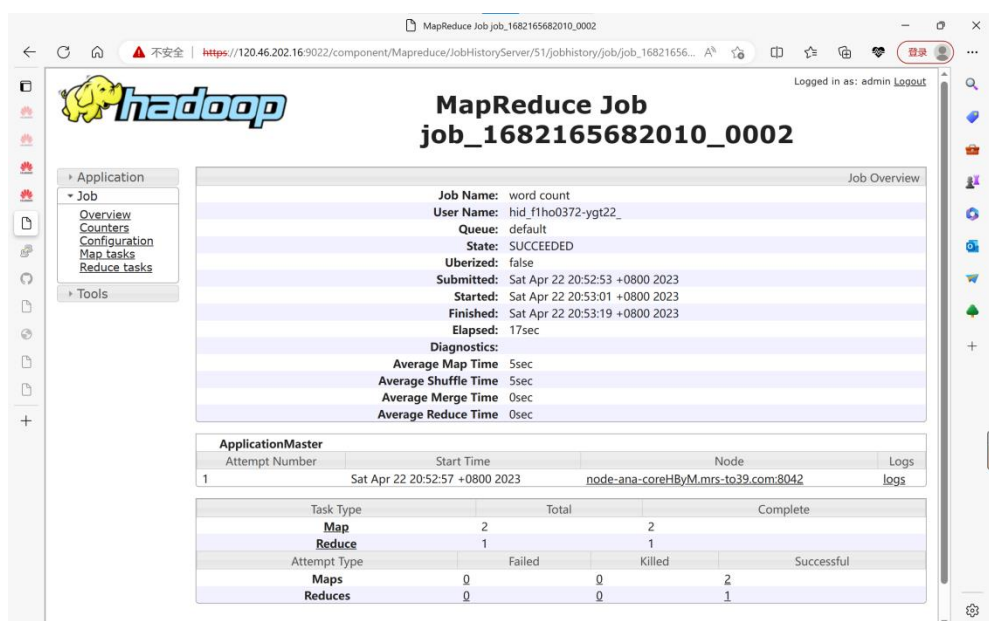 MapReduce Job job_1682165682010_0002
不安全 | https://120.46.202.16:9022/component/Mapreduce/JobHistoryServer/51/jobhistory/job/job_16821656...
登录
Logged in as: admin Logout
hadoop
MapReduce Job
job_1682165682010_0002
Application
Job
Overview
Counters
Configuration
Map tasks
Reduce tasks
Tools
Job Overview
Job Name: word count
User Name: hid_f1ho0372-ygt22_
Queue: default
State: SUCCEEDED
Uberized: false
Submitted: Sat Apr 22 20:52:53 +0800 2023
Started: Sat Apr 22 20:53:01 +0800 2023
Finished: Sat Apr 22 20:53:19 +0800 2023
Elapsed: 17sec
Diagnostics:
Average Map Time 5sec
Average Shuffle Time 5sec
Average Merge Time 0sec
Average Reduce Time 0sec
ApplicationMaster
Attempt Number Start Time Node Logs
1 Sat Apr 22 20:52:57 +0800 2023 node-ana-coreHByM.mrs-to39.com:8042 logs
Task Type Total Complete
Map 2 2
Reduce 1 1
Attempt Type Failed Killed Successful
Maps 0 0 2
Reduces 0 0 1